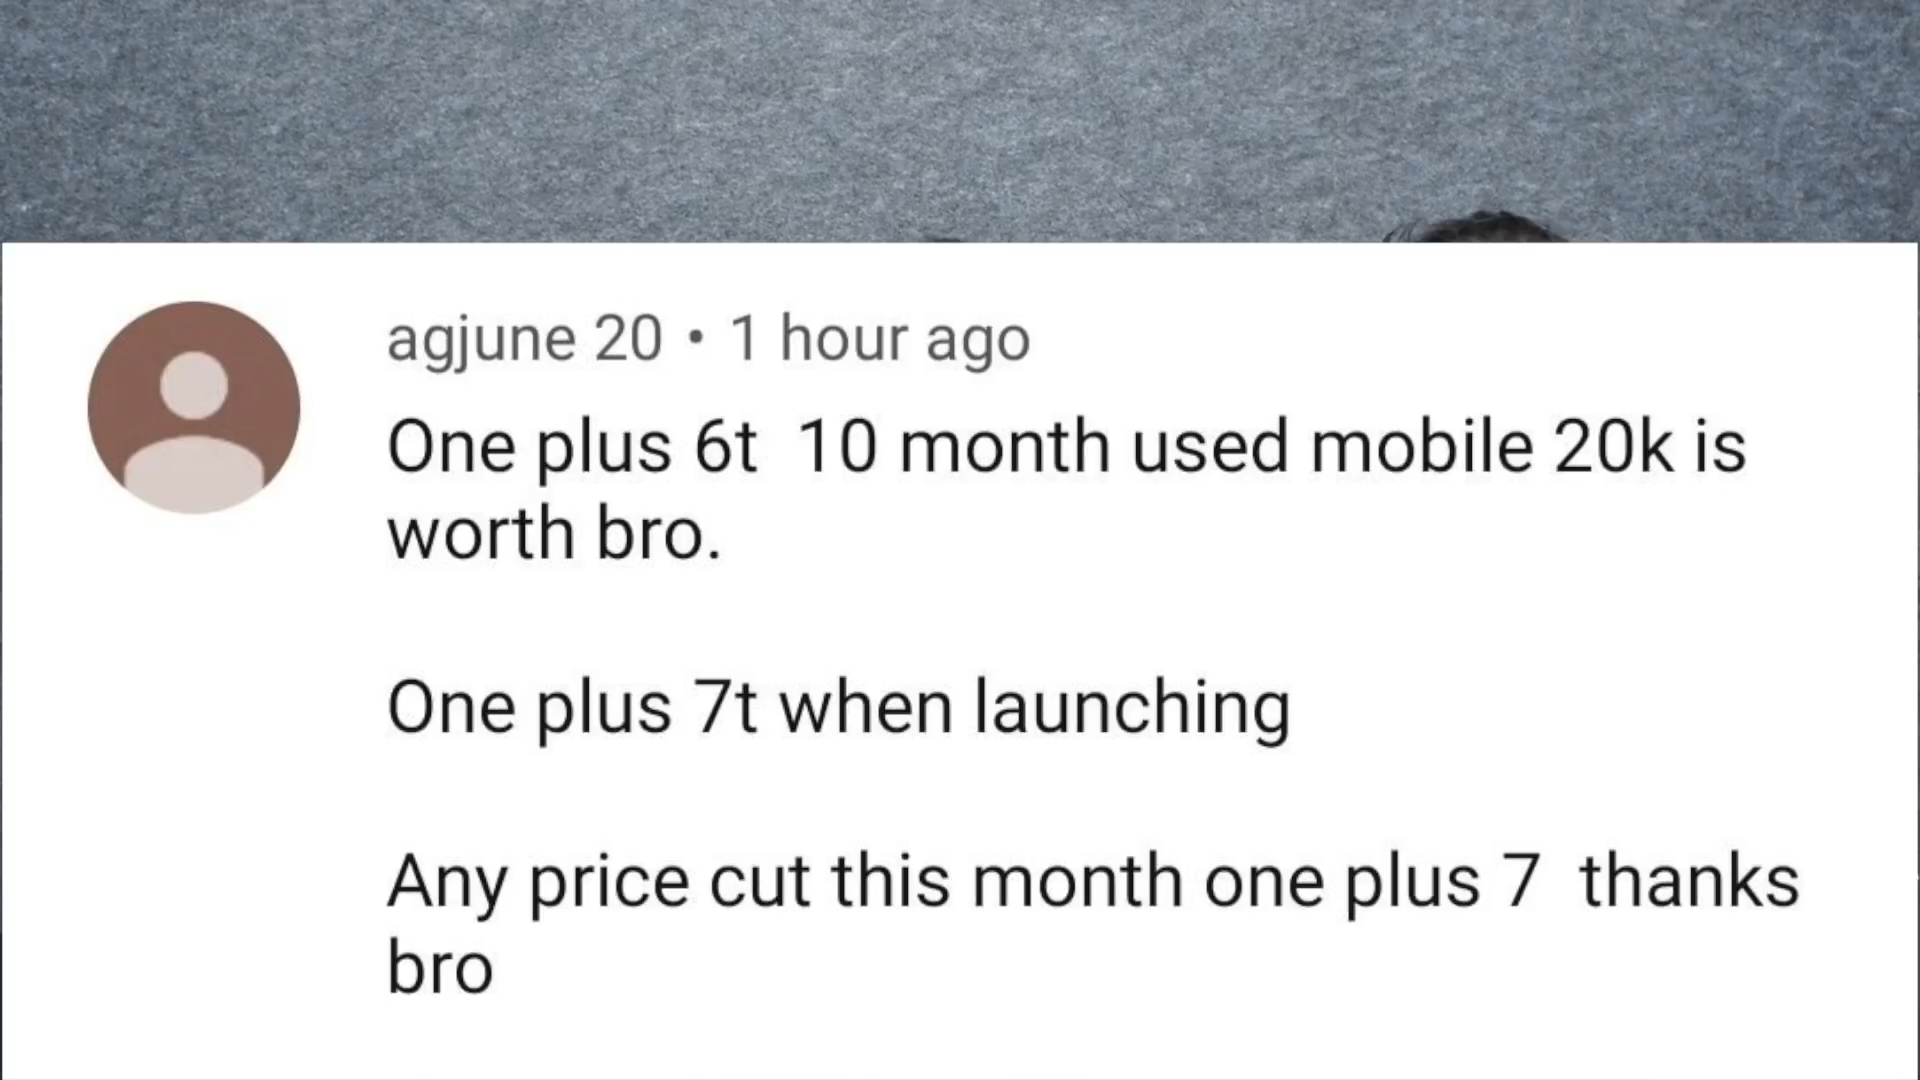 agjune 20 • 1 hour ago
One plus 6t  10 month used mobile 20k is
worth bro.
One plus 7t when launching
Any price cut this month one plus 7  thanks
bro